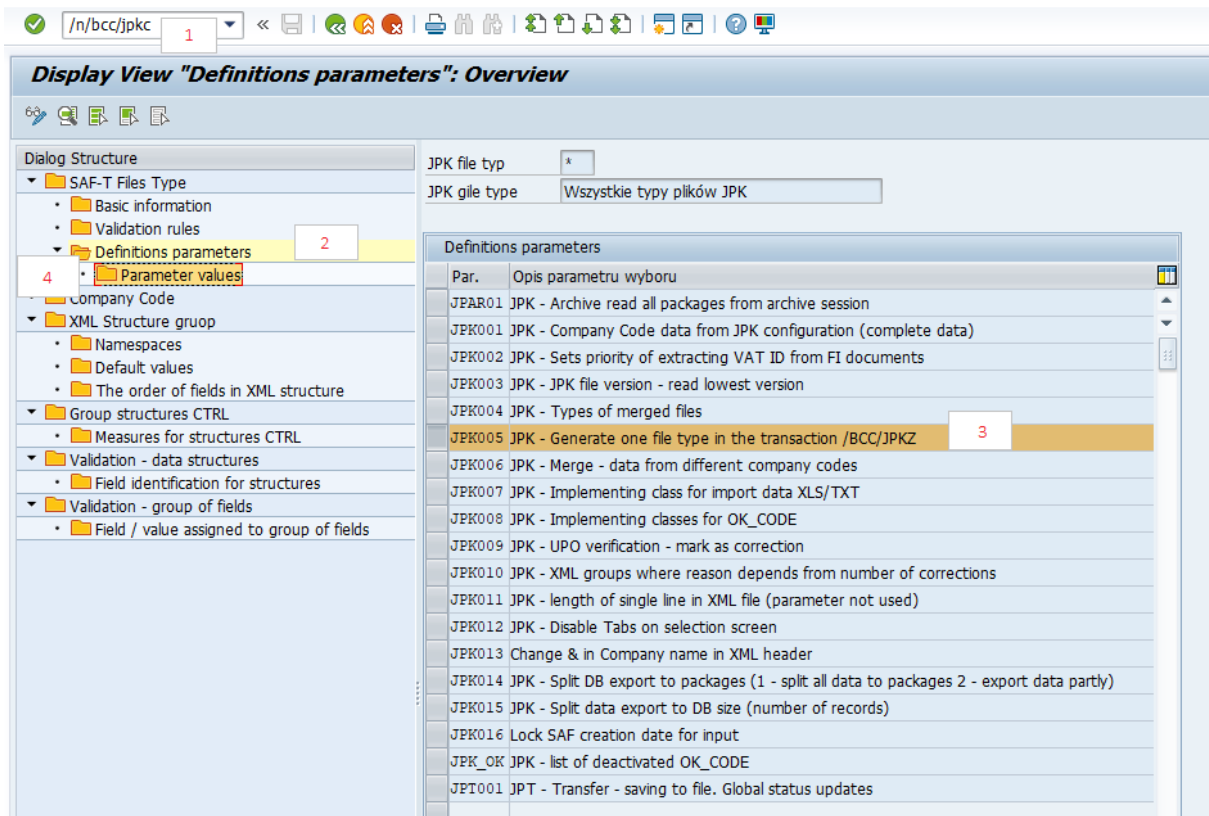 /n/bcc/jpkc
1
Display View "Definitions parameters": Overview
Dialog Structure
SAF-T Files Type
Basic information
Validation rules
Definitions parameters
2
4
Parameter values
Company Code
XML Structure gruop
Namespaces
Default values
The order of fields in XML structure
Group structures CTRL
Measures for structures CTRL
Validation - data structures
Field identification for structures
Validation - group of fields
Field / value assigned to group of fields
JPK file typ *
JPK gile type Wszystkie typy plików JPK
Definitions parameters
Par. Opis parametru wyboru
JPAR01 JPK - Archive read all packages from archive session
JPK001 JPK - Company Code data from JPK configuration (complete data)
JPK002 JPK - Sets priority of extracting VAT ID from FI documents
JPK003 JPK - JPK file version - read lowest version
JPK004 JPK - Types of merged files
JPK005 JPK - Generate one file type in the transaction /BCC/JPKZ
3
JPK006 JPK - Merge - data from different company codes
JPK007 JPK - Implementing class for import data XLS/TXT
JPK008 JPK - Implementing classes for OK_CODE
JPK009 JPK - UPO verification - mark as correction
JPK010 JPK - XML groups where reason depends from number of corrections
JPK011 JPK - length of single line in XML file (parameter not used)
JPK012 JPK - Disable Tabs on selection screen
JPK013 Change & in Company name in XML header
JPK014 JPK - Split DB export to packages (1 - split all data to packages 2 - export data partly)
JPK015 JPK - Split data export to DB size (number of records)
JPK016 Lock SAF creation date for input
JPK_OK JPK - list of deactivated OK_CODE
JPT001 JPT - Transfer - saving to file. Global status updates